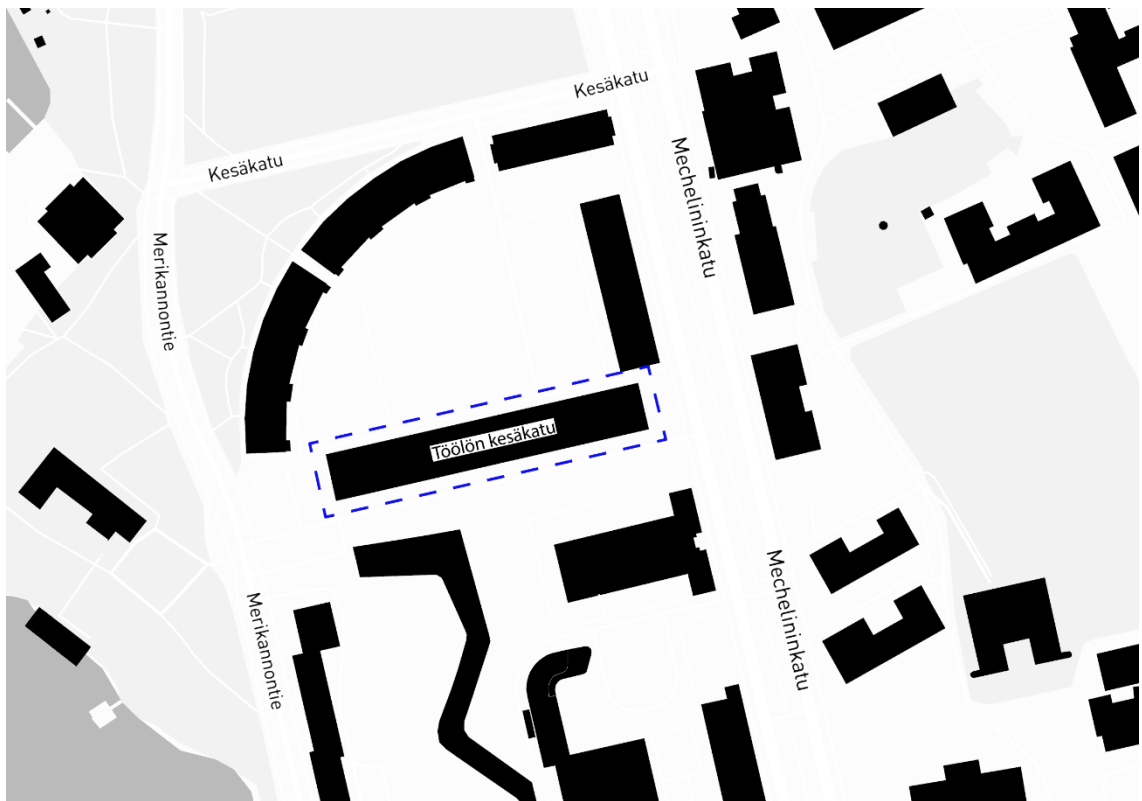 Kesäkatu
Kesäkatu
Mechelininkatu
Merikannontie
Töölön kesäkatu
Mechelininkatu
Merikannontie